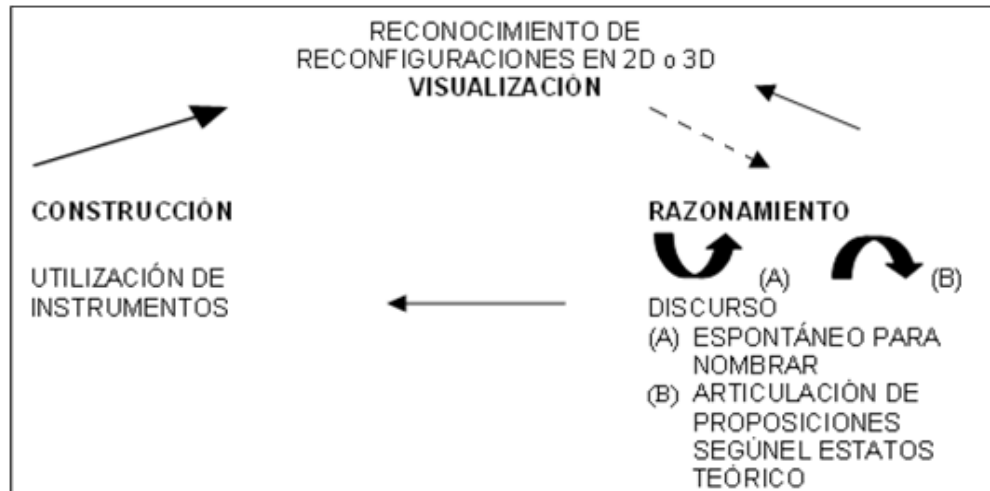 RECONOCIMIENTO DE
RECONFIGURACIONES EN 2D o 3D
VISUALIZACIÓN
CONSTRUCCIÓN
UTILIZACIÓN DE
INSTRUMENTOS
RAZONAMIENTO
(A)
(B)
DISCURSO
(A) ESPONTÁNEO PARA
NOMBRAR
(B) ARTICULACIÓN DE
PROPOSICIONES
SEGÚNEL ESTATOS
TEÓRICO